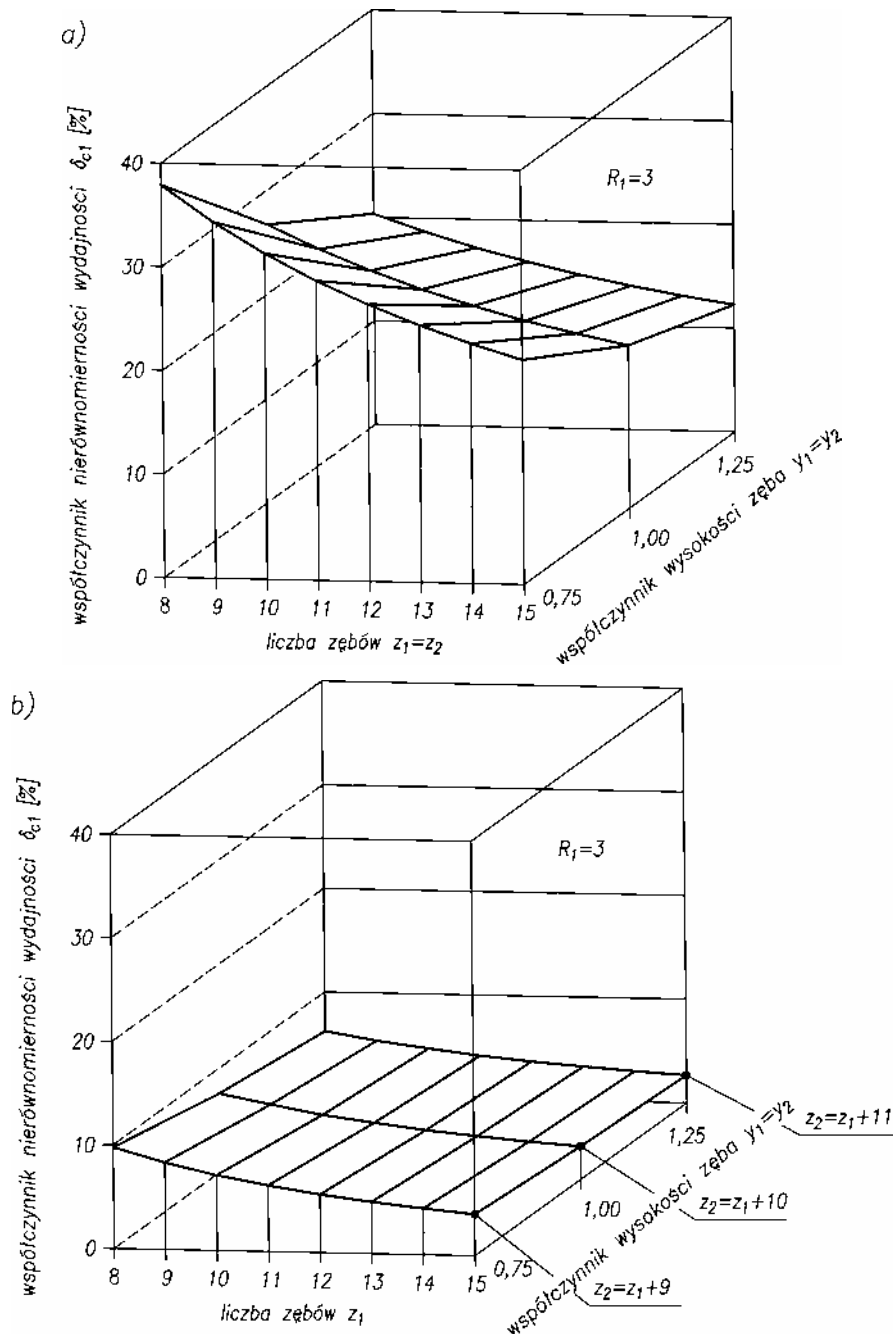 a)
współczynnik nierównomierności wydajności δc1 [%]
40
30
20
10
0
R1=3
8 9 10 11 12 13 14 15
liczba zębów z1=z2
0,75
1,00
1,25
współczynnik wysokości zęba y1=y2
b)
współczynnik nierównomierności wydajności δc1 [%]
40
30
20
10
0
R1=3
8 9 10 11 12 13 14 15
liczba zębów z1
0,75
1,00
1,25
współczynnik wysokości zęba y1=y2
z2=z1+11
z2=z1+10
z2=z1+9